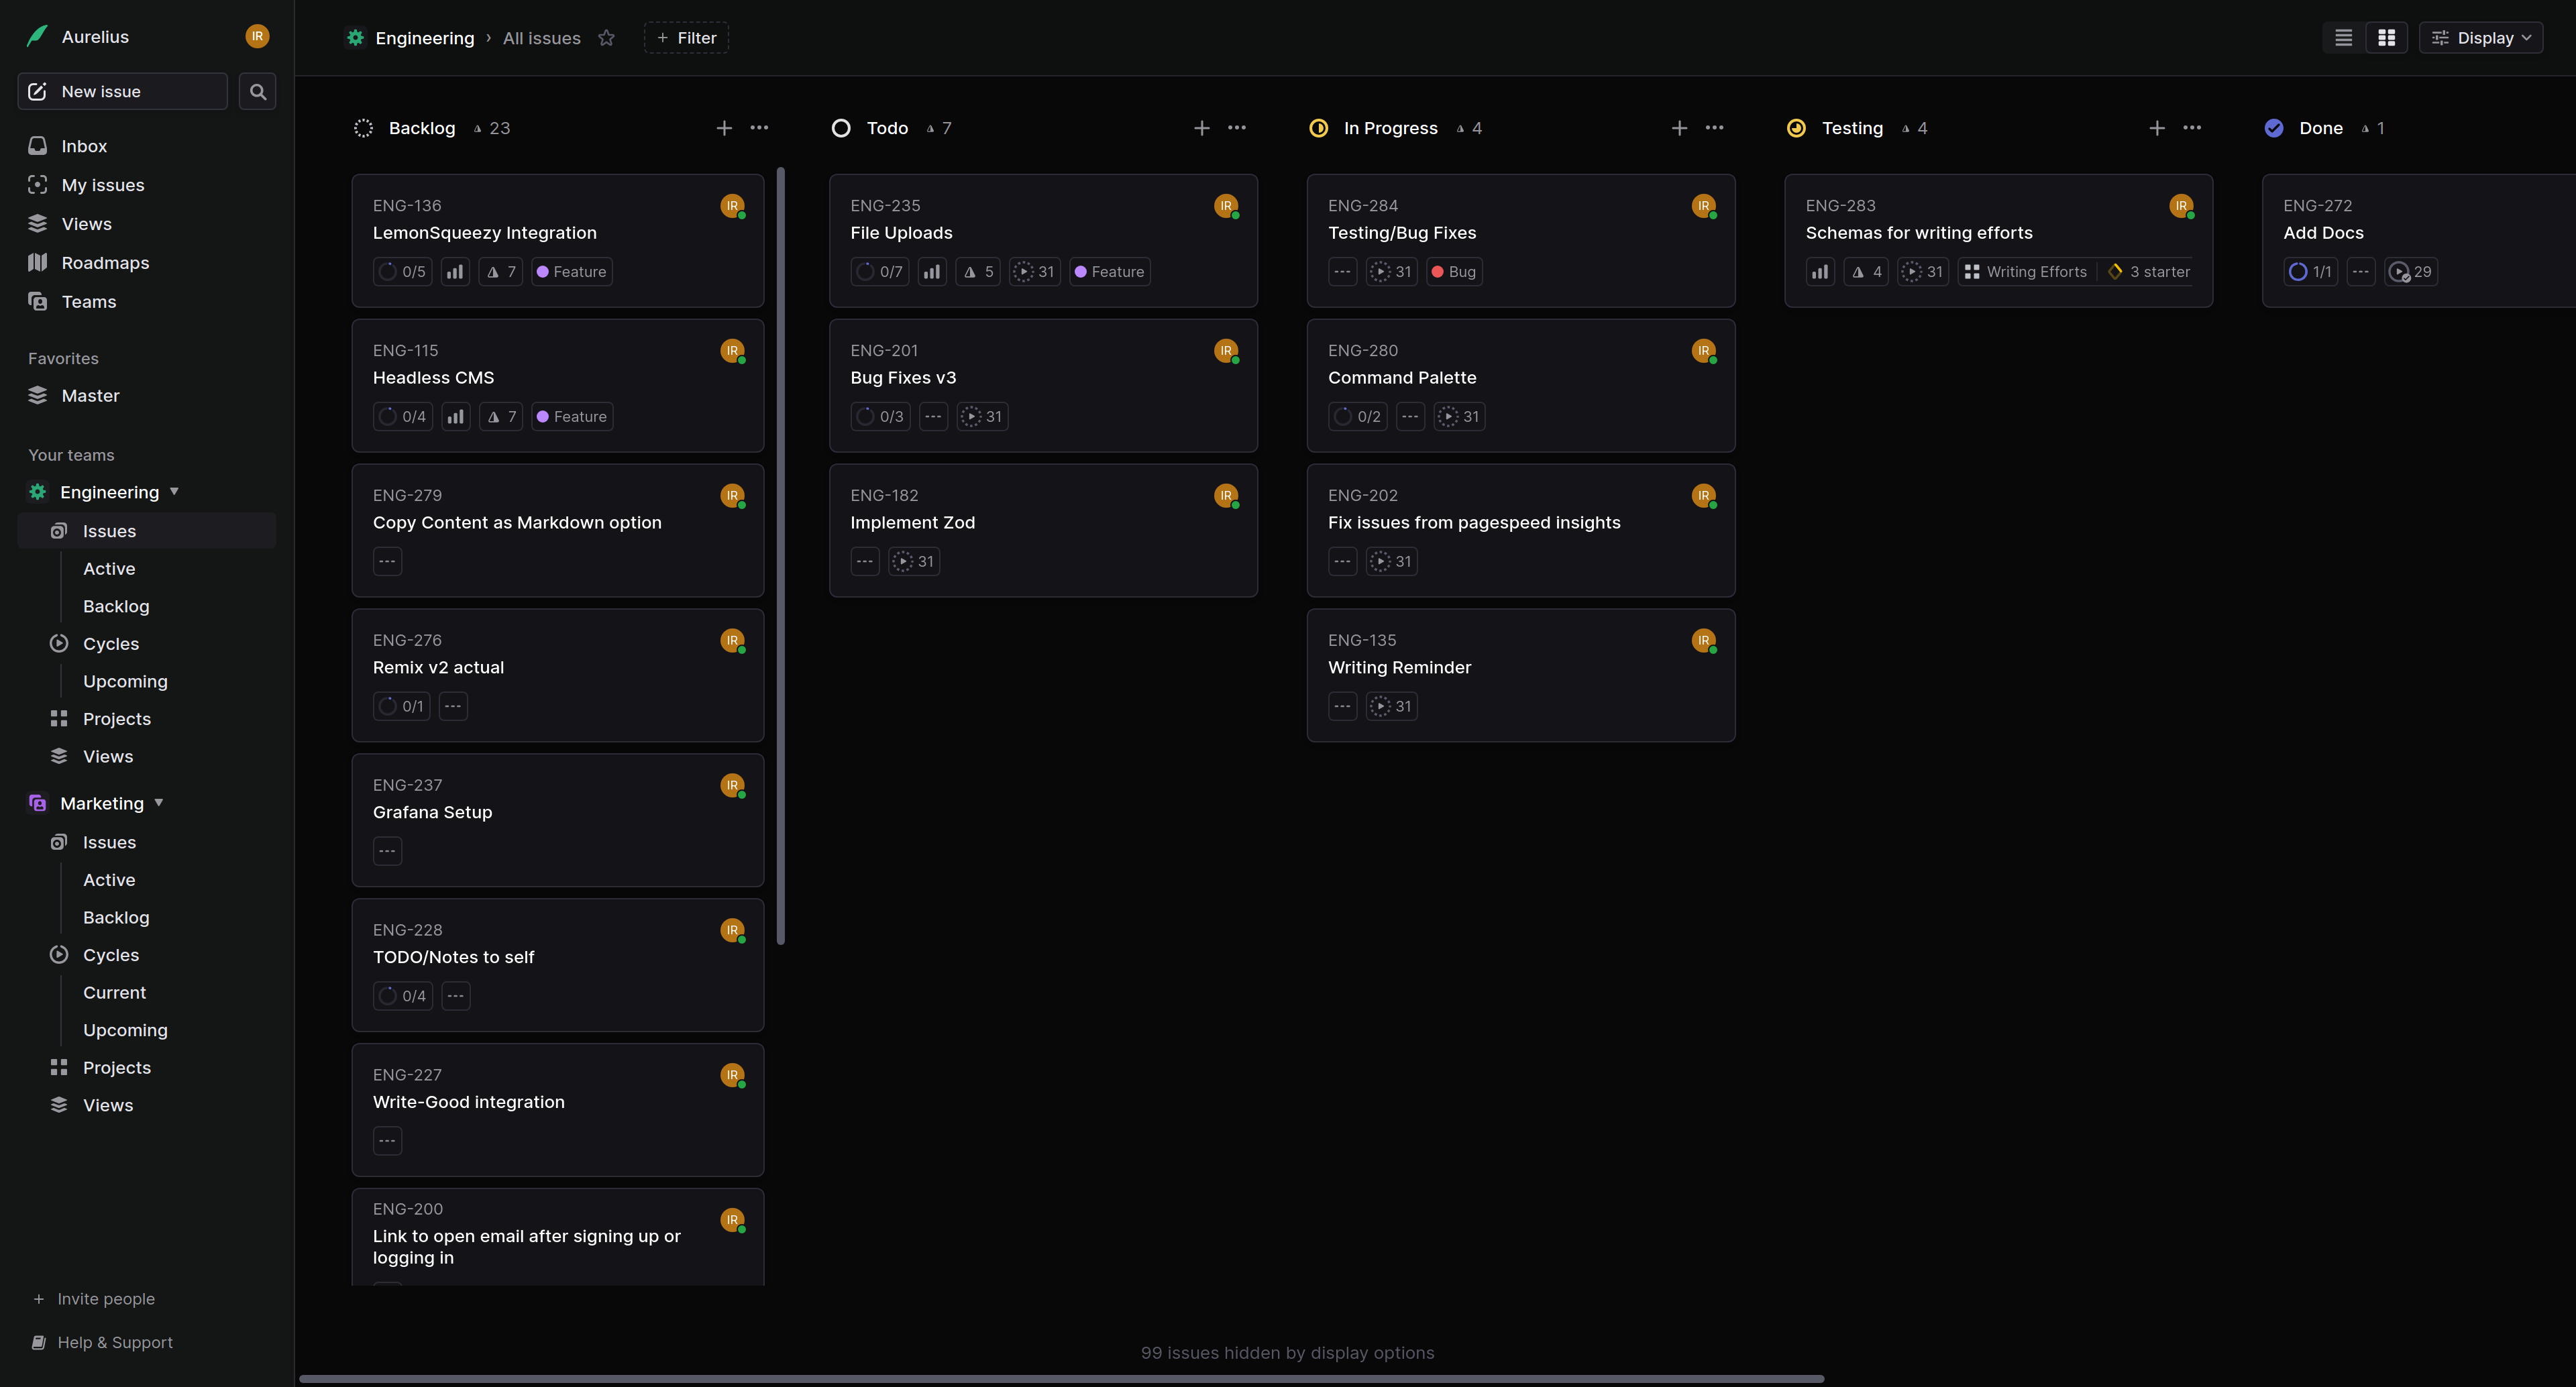 Aurelius
IR
New issue
Inbox
My issues
Views
Roadmaps
Teams
Favorites
Master
Your teams
Engineering
Issues
Active
Backlog
Cycles
Upcoming
Projects
Views
Marketing
Issues
Active
Backlog
Cycles
Current
Upcoming
Projects
Views
Invite people
Help & Support
Engineering › All issues
+ Filter
Display
Backlog 23
ENG-136
IR
LemonSqueezy Integration
0/5 7 Feature
ENG-115
IR
Headless CMS
0/4 7 Feature
ENG-279
IR
Copy Content as Markdown option
---
ENG-276
IR
Remix v2 actual
0/1 ---
ENG-237
IR
Grafana Setup
---
ENG-228
IR
TODO/Notes to self
0/4 ---
ENG-227
IR
Write-Good integration
---
ENG-200
IR
Link to open email after signing up or
logging in
Todo 7
ENG-235
IR
File Uploads
0/7 5 31 Feature
ENG-201
IR
Bug Fixes v3
0/3 --- 31
ENG-182
IR
Implement Zod
--- 31
In Progress 4
ENG-284
IR
Testing/Bug Fixes
--- 31 Bug
ENG-280
IR
Command Palette
0/2 --- 31
ENG-202
IR
Fix issues from pagespeed insights
--- 31
ENG-135
IR
Writing Reminder
--- 31
Testing 4
ENG-283
IR
Schemas for writing efforts
4 31 Writing Efforts 3 starter
Done 1
ENG-272
Add Docs
1/1 --- 29
99 issues hidden by display options